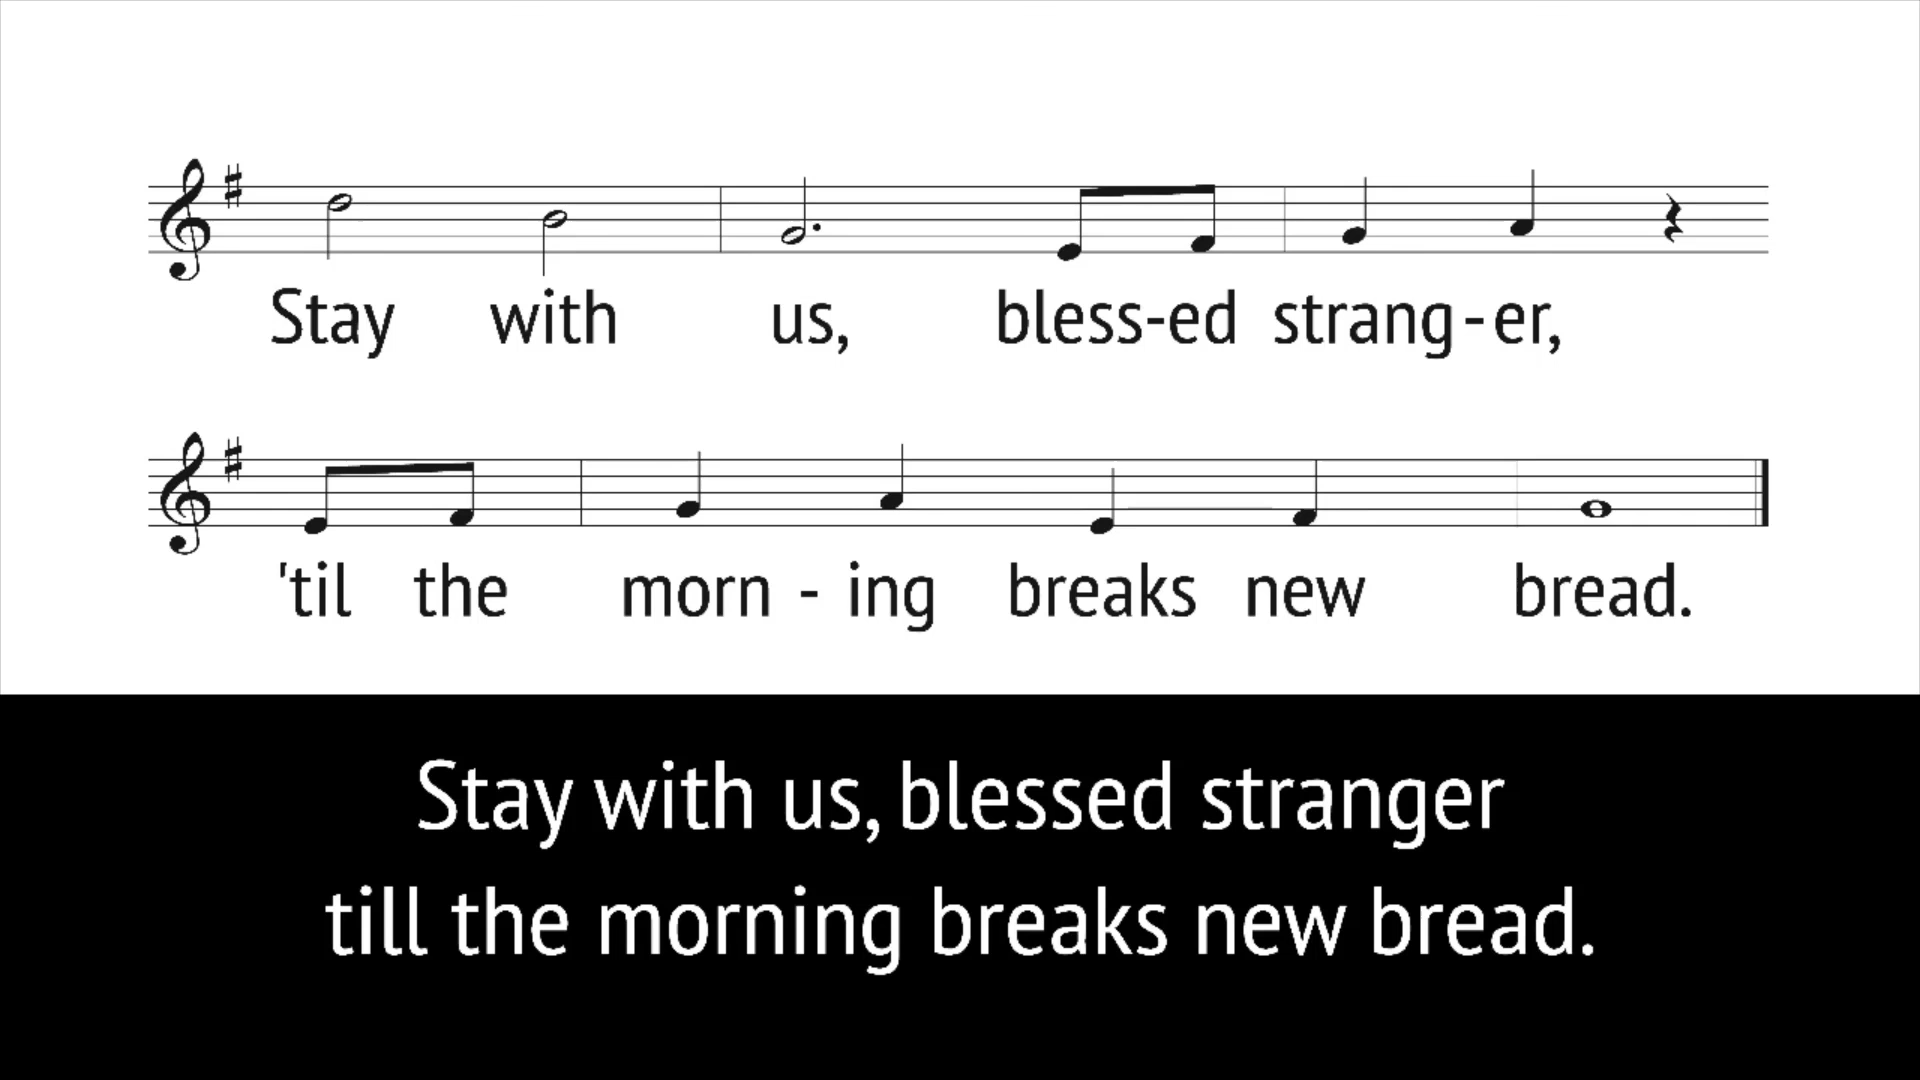 Stay with us, bless-ed strang-er,
'til the morn - ing breaks new bread.
Stay with us, blessed stranger
till the morning breaks new bread.